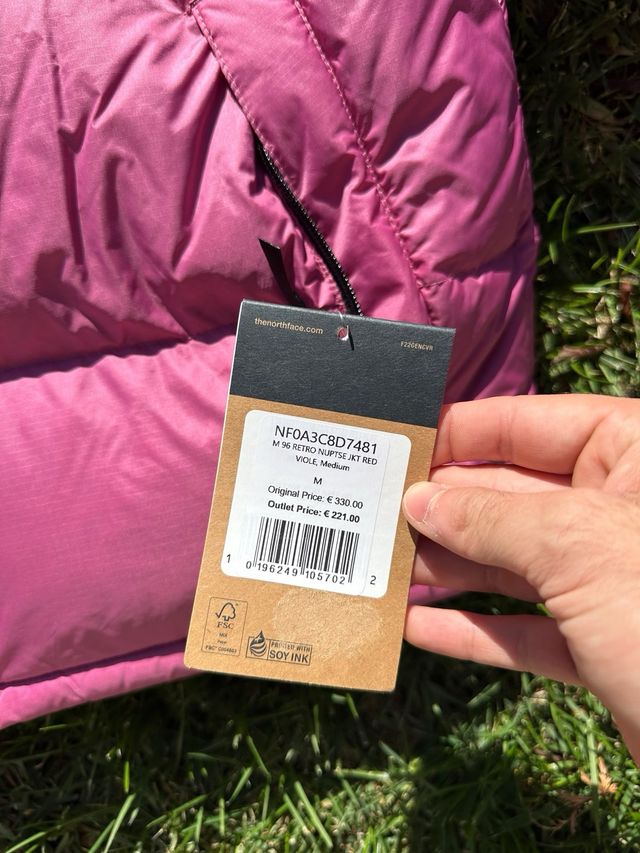 thenorthface.com
F22GENCVR
NF0A3C8D7481
M 96 RETRO NUPTSE JKT RED
VIOLE, Medium
M
Original Price: € 330.00
Outlet Price: € 221.00
1 0 196249 105702 2
FSC
MIX
PRINTED WITH
SOY INK